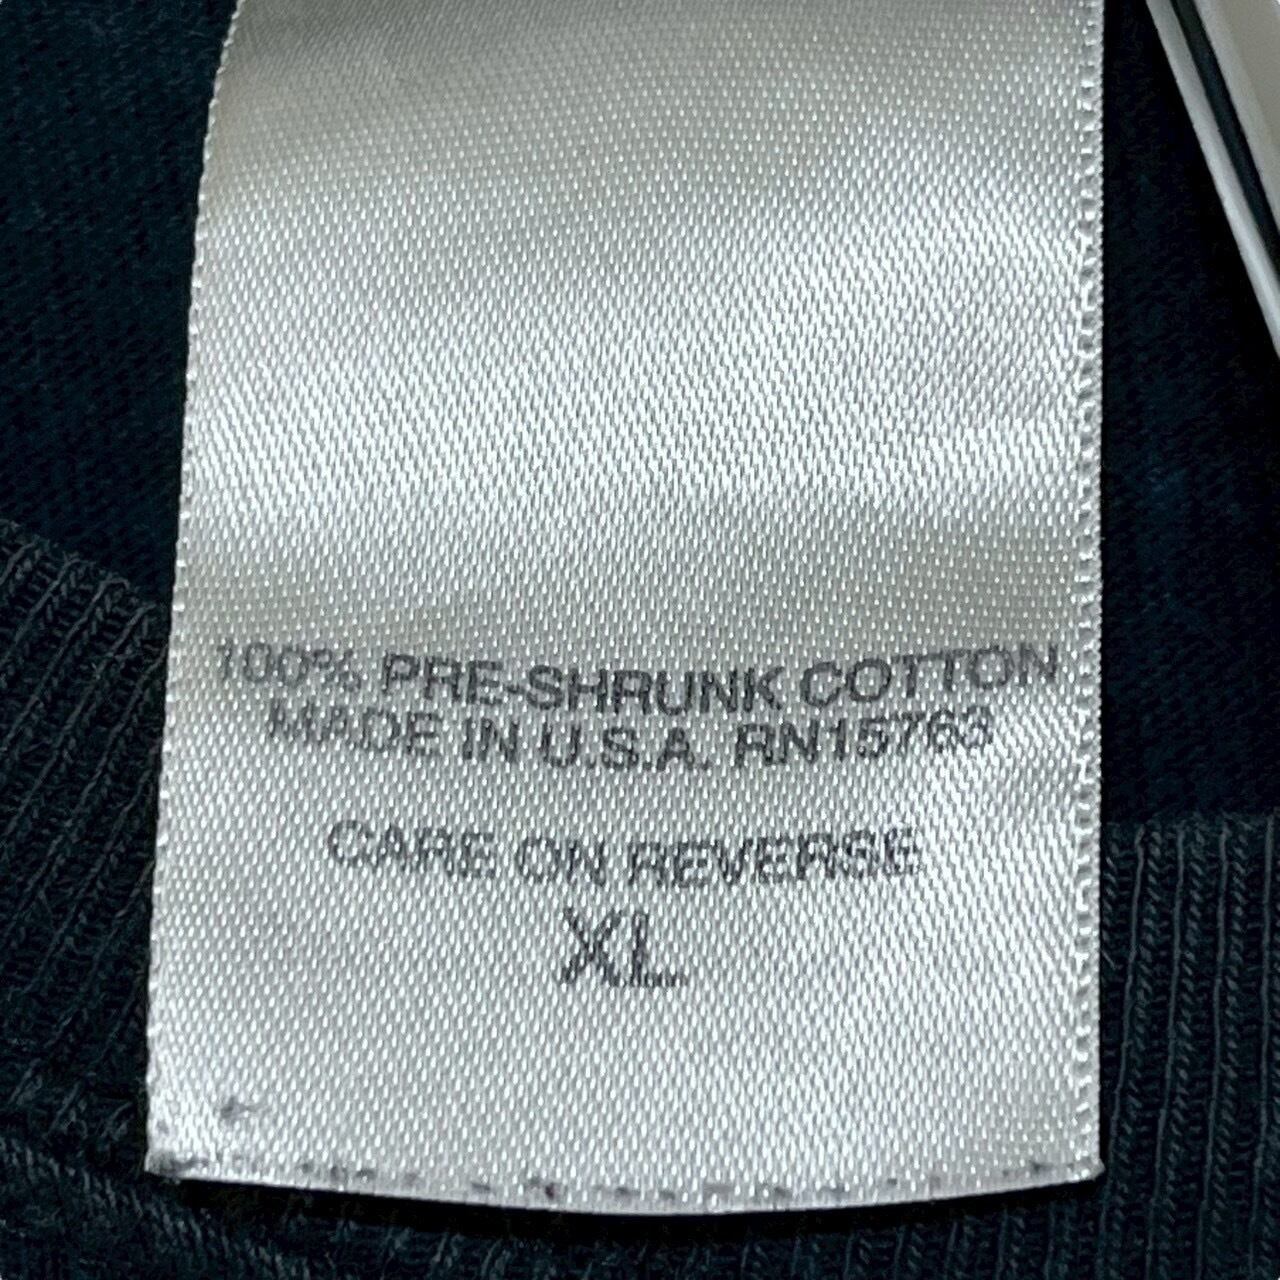 100% PRE-SHRUNK COTTON
MADE IN U.S.A. RN15763
CARE ON REVERSE
XL